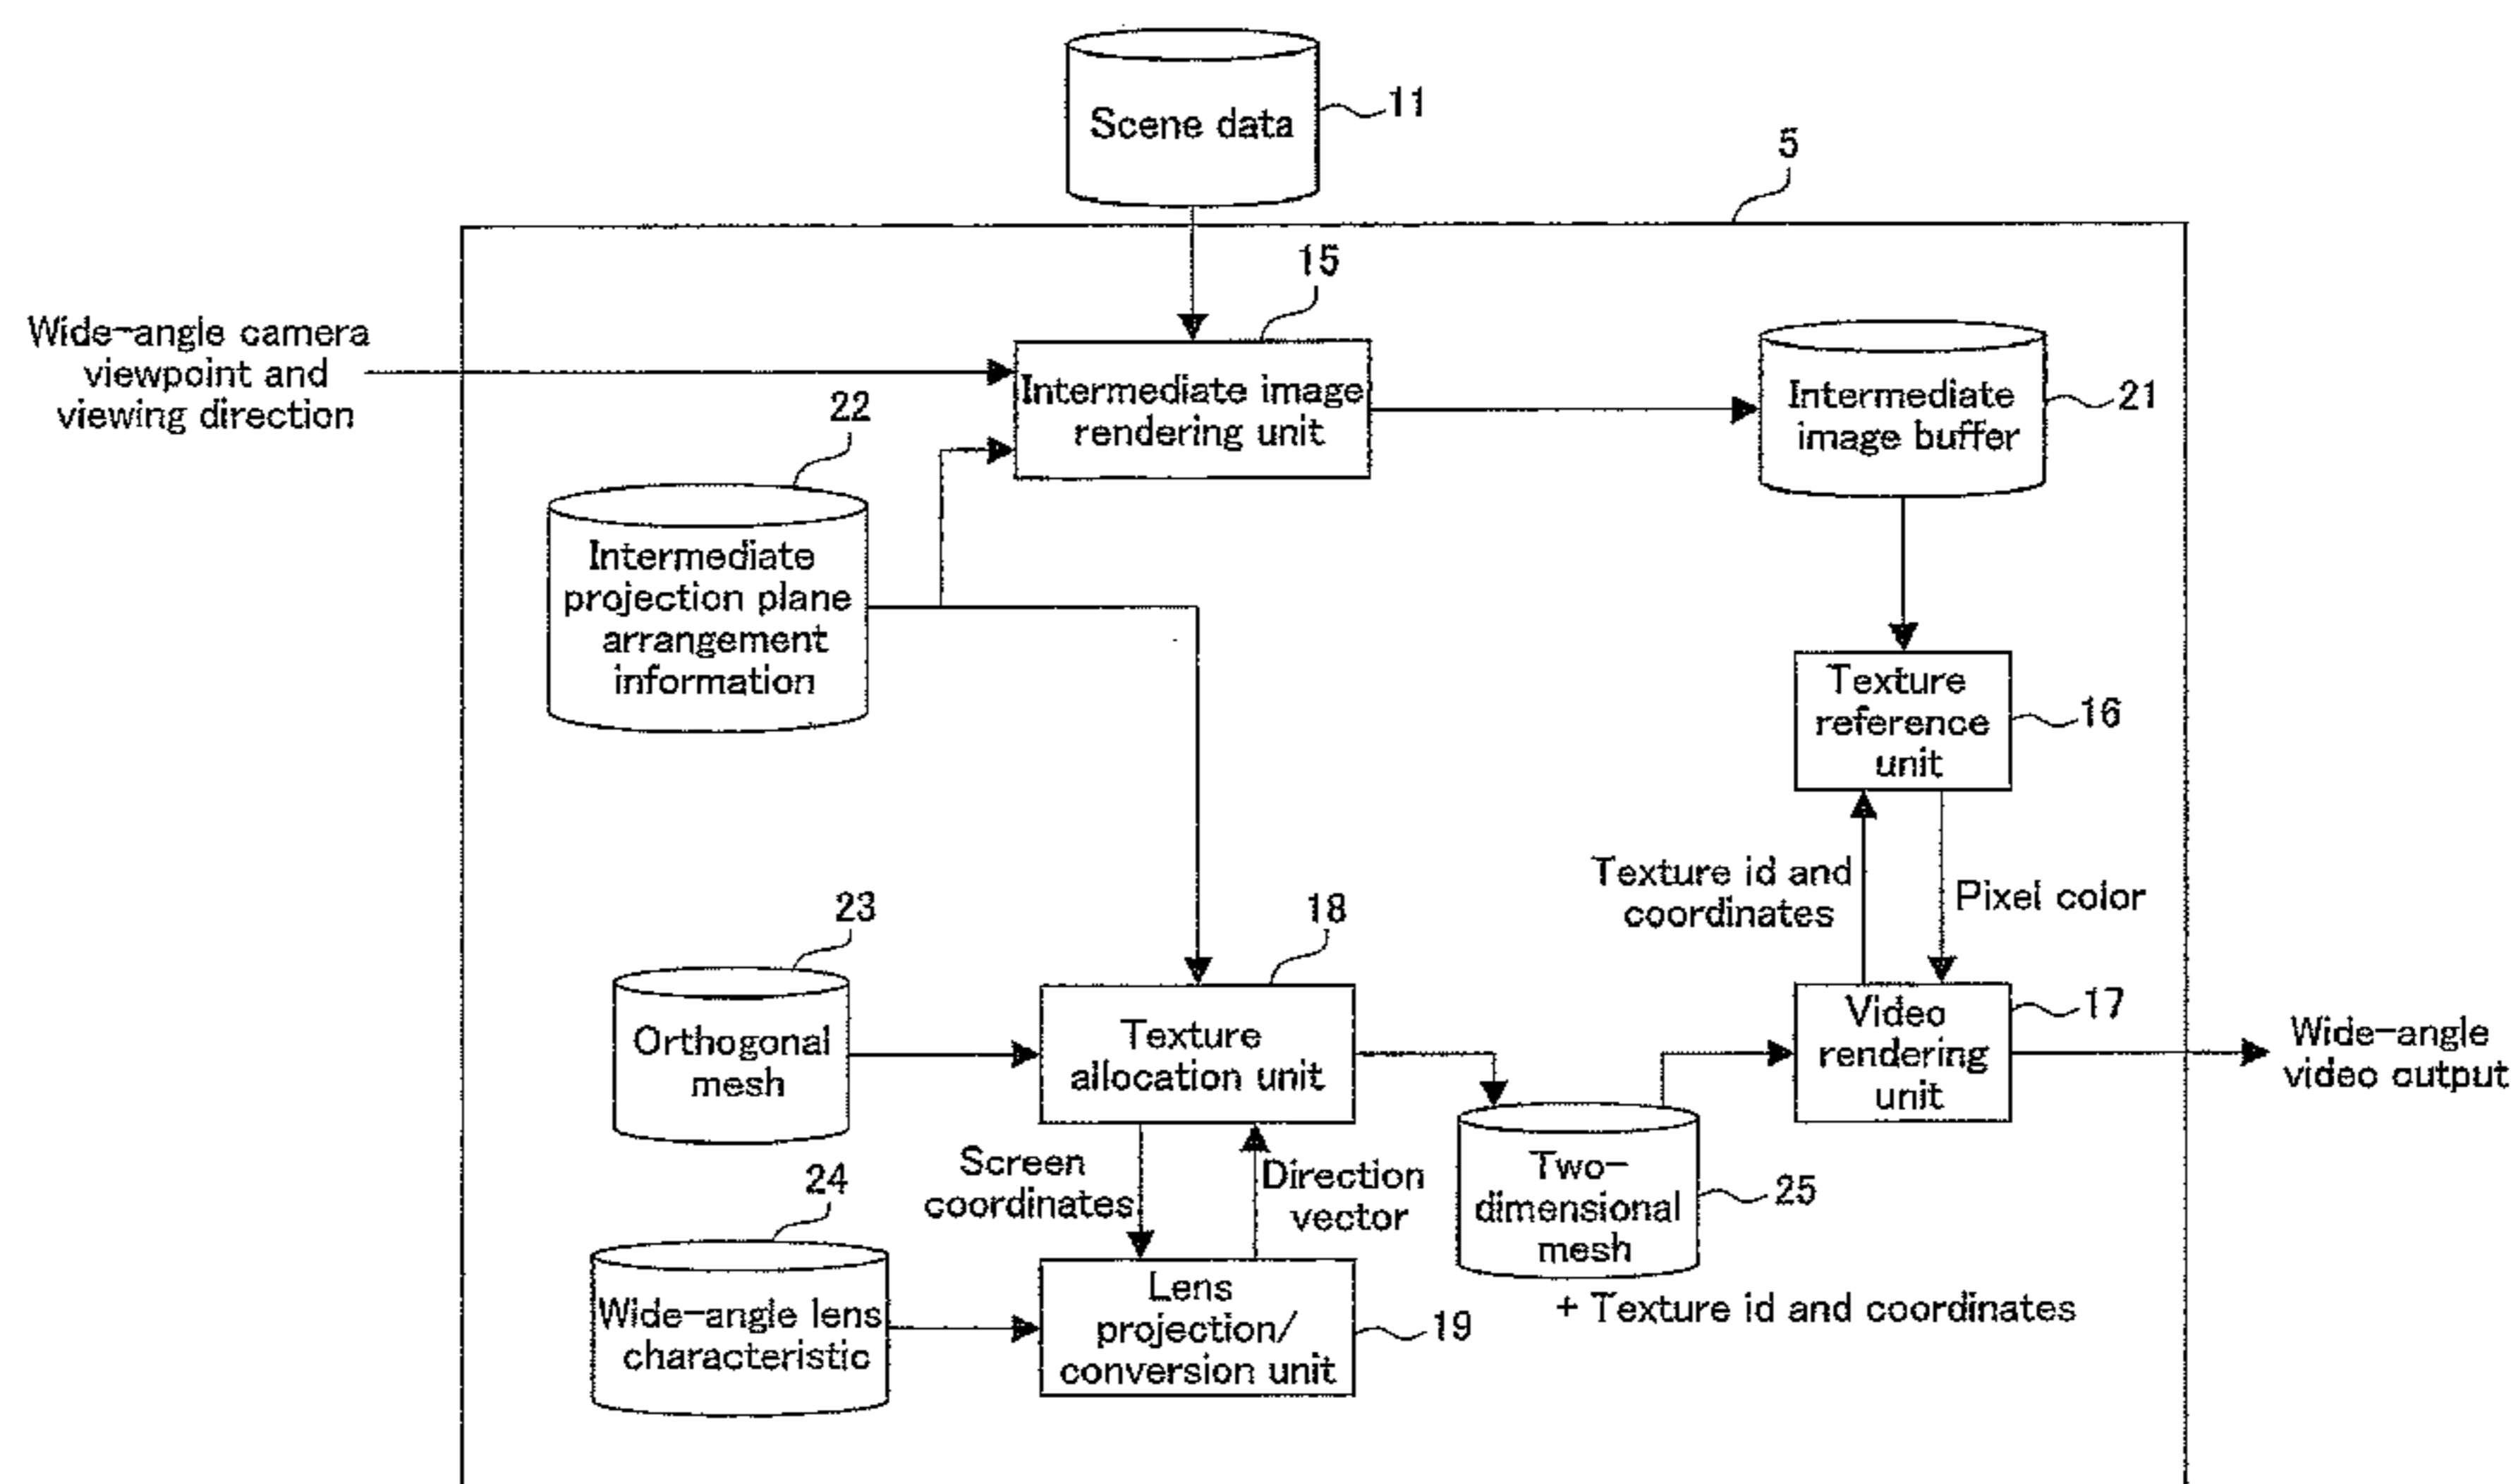 Scene data
11
5
15
Wide-angle camera
viewpoint and
viewing direction
22
Intermediate image
rendering unit
Intermediate
image buffer
21
Intermediate
projection plane
arrangement
information
Texture
reference
unit
16
Texture id and
coordinates
Pixel color
23
18
Orthogonal
mesh
Texture
allocation unit
Video
rendering
unit
17
Wide-angle
video output
24
Screen
coordinates
Direction
vector
Two-
dimensional
mesh
25
Wide-angle lens
characteristic
Lens
projection/
conversion unit
19
+ Texture id and coordinates